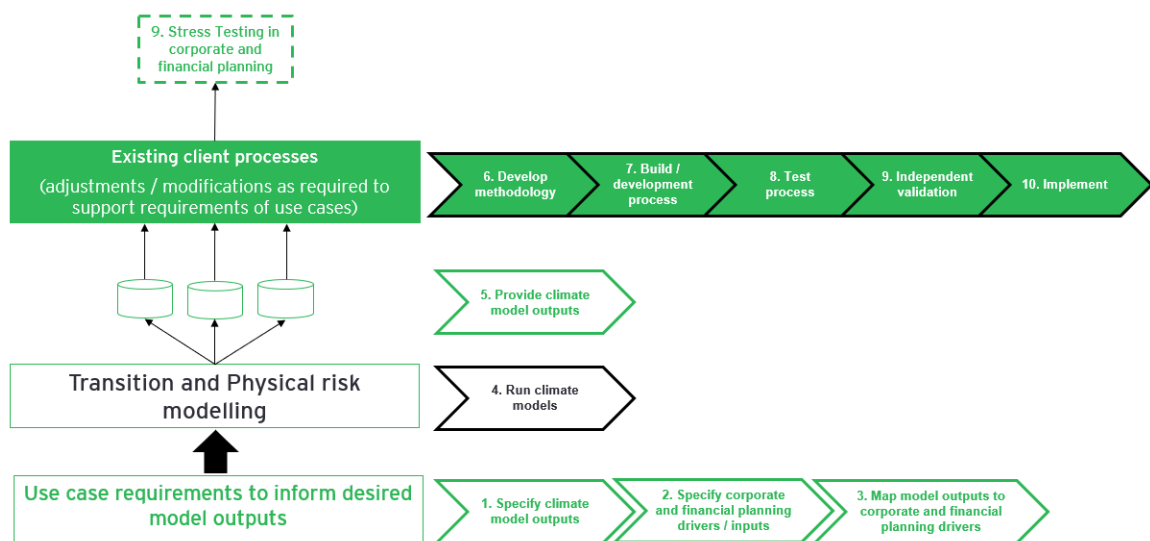 9. Stress Testing in
corporate and
financial planning
Existing client processes
(adjustments / modifications as required to
support requirements of use cases)
6. Develop
methodology
7. Build /
development
process
8. Test
process
9. Independent
validation
10. Implement
5. Provide climate
model outputs
Transition and Physical risk
modelling
4. Run climate
models
Use case requirements to inform desired
model outputs
1. Specify climate
model outputs
2. Specify corporate
and financial planning
drivers / inputs
3. Map model outputs to
corporate and financial
planning drivers